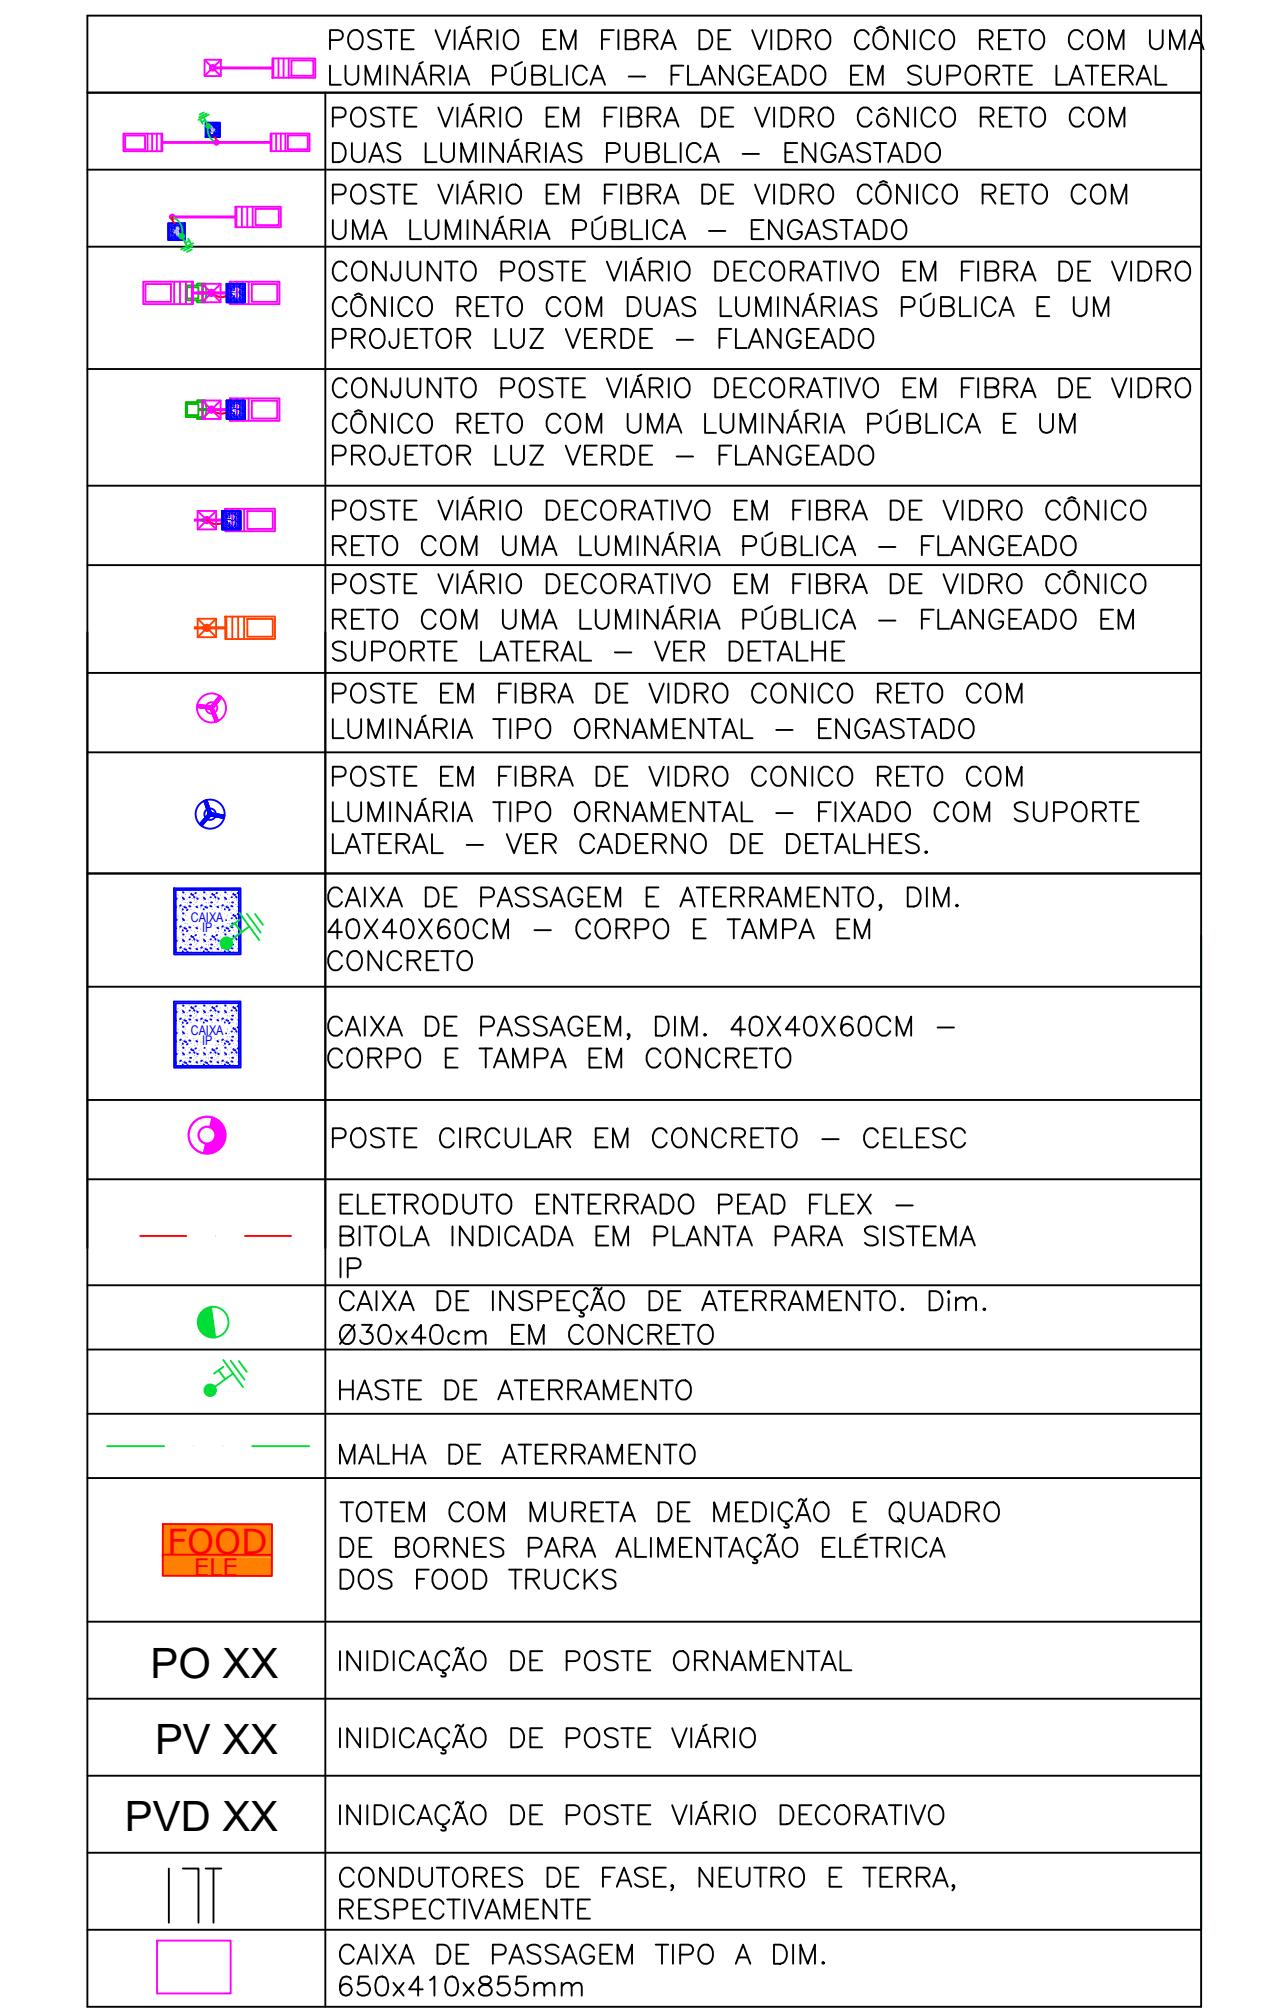 POSTE VIÁRIO EM FIBRA DE VIDRO CÔNICO RETO COM UMA
LUMINÁRIA PÚBLICA – FLANGEADO EM SUPORTE LATERAL
POSTE VIÁRIO EM FIBRA DE VIDRO CôNICO RETO COM
DUAS LUMINÁRIAS PUBLICA – ENGASTADO
POSTE VIÁRIO EM FIBRA DE VIDRO CÔNICO RETO COM
UMA LUMINÁRIA PÚBLICA – ENGASTADO
CONJUNTO POSTE VIÁRIO DECORATIVO EM FIBRA DE VIDRO
CÔNICO RETO COM DUAS LUMINÁRIAS PÚBLICA E UM
PROJETOR LUZ VERDE – FLANGEADO
CONJUNTO POSTE VIÁRIO DECORATIVO EM FIBRA DE VIDRO
CÔNICO RETO COM UMA LUMINÁRIA PÚBLICA E UM
PROJETOR LUZ VERDE – FLANGEADO
POSTE VIÁRIO DECORATIVO EM FIBRA DE VIDRO CÔNICO
RETO COM UMA LUMINÁRIA PÚBLICA – FLANGEADO
POSTE VIÁRIO DECORATIVO EM FIBRA DE VIDRO CÔNICO
RETO COM UMA LUMINÁRIA PÚBLICA – FLANGEADO EM
SUPORTE LATERAL – VER DETALHE
POSTE EM FIBRA DE VIDRO CONICO RETO COM
LUMINÁRIA TIPO ORNAMENTAL – ENGASTADO
POSTE EM FIBRA DE VIDRO CONICO RETO COM
LUMINÁRIA TIPO ORNAMENTAL – FIXADO COM SUPORTE
LATERAL – VER CADERNO DE DETALHES.
CAIXA
IP
CAIXA DE PASSAGEM E ATERRAMENTO, DIM.
40X40X60CM – CORPO E TAMPA EM
CONCRETO
CAIXA
IP
CAIXA DE PASSAGEM, DIM. 40X40X60CM –
CORPO E TAMPA EM CONCRETO
POSTE CIRCULAR EM CONCRETO – CELESC
ELETRODUTO ENTERRADO PEAD FLEX –
BITOLA INDICADA EM PLANTA PARA SISTEMA
IP
CAIXA DE INSPEÇÃO DE ATERRAMENTO. Dim.
Ø30x40cm EM CONCRETO
HASTE DE ATERRAMENTO
MALHA DE ATERRAMENTO
FOOD
ELE
TOTEM COM MURETA DE MEDIÇÃO E QUADRO
DE BORNES PARA ALIMENTAÇÃO ELÉTRICA
DOS FOOD TRUCKS
PO XX
INIDICAÇÃO DE POSTE ORNAMENTAL
PV XX
INIDICAÇÃO DE POSTE VIÁRIO
PVD XX
INIDICAÇÃO DE POSTE VIÁRIO DECORATIVO
CONDUTORES DE FASE, NEUTRO E TERRA,
RESPECTIVAMENTE
CAIXA DE PASSAGEM TIPO A DIM.
650x410x855mm